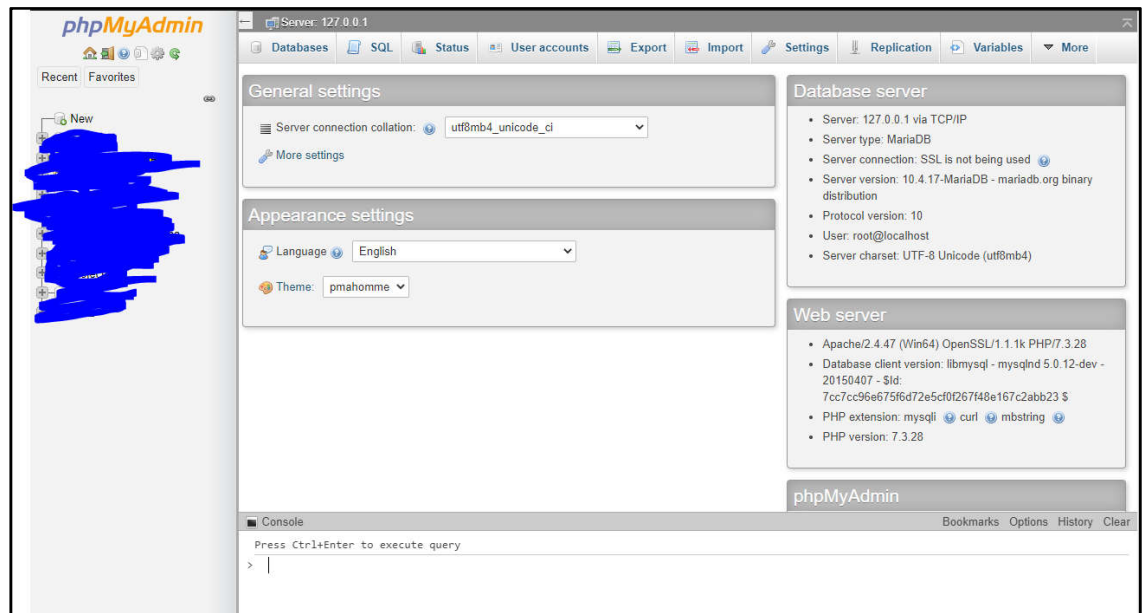 phpMyAdmin
Recent Favorites
New
Server: 127.0.0.1
Databases SQL Status User accounts Export Import Settings Replication Variables More
General settings
Server connection collation: utf8mb4_unicode_ci
More settings
Appearance settings
Language English
Theme: pmahomme
Database server
Server: 127.0.0.1 via TCP/IP
Server type: MariaDB
Server connection: SSL is not being used
Server version: 10.4.17-MariaDB - mariadb.org binary
distribution
Protocol version: 10
User: root@localhost
Server charset: UTF-8 Unicode (utf8mb4)
Web server
Apache/2.4.47 (Win64) OpenSSL/1.1.1k PHP/7.3.28
Database client version: libmysql - mysqlnd 5.0.12-dev -
20150407 - $Id:
7cc7cc96e675f6d72e5cf0f267f48e167c2abb23 $
PHP extension: mysqli curl mbstring
PHP version: 7.3.28
phpMyAdmin
Console
Bookmarks Options History Clear
Press Ctrl+Enter to execute query
>